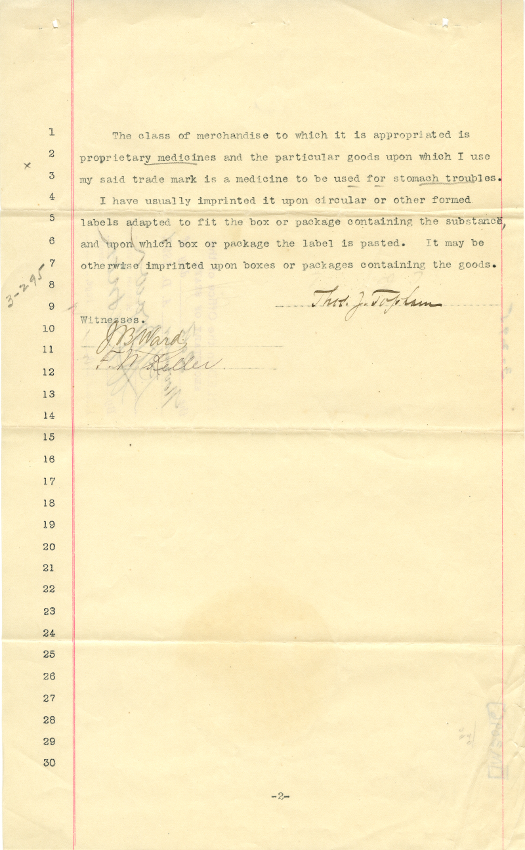 1 The class of merchandise to which it is appropriated is
2 proprietary medicines and the particular goods upon which I use
x
3 my said trade mark is a medicine to be used for stomach troubles.
4 I have usually imprinted it upon circular or other formed
5 labels adapted to fit the box or package containing the substance,
6 and upon which box or package the label is pasted. It may be
7 otherwise imprinted upon boxes or packages containing the goods.
3-295
8
Thos. J.
9
Witnesses.
10 J B Ward
11 F. W.
12
13
14
15
16
17
18
19
20
21
22
23
24
25
26
27
28
29
30
-2-